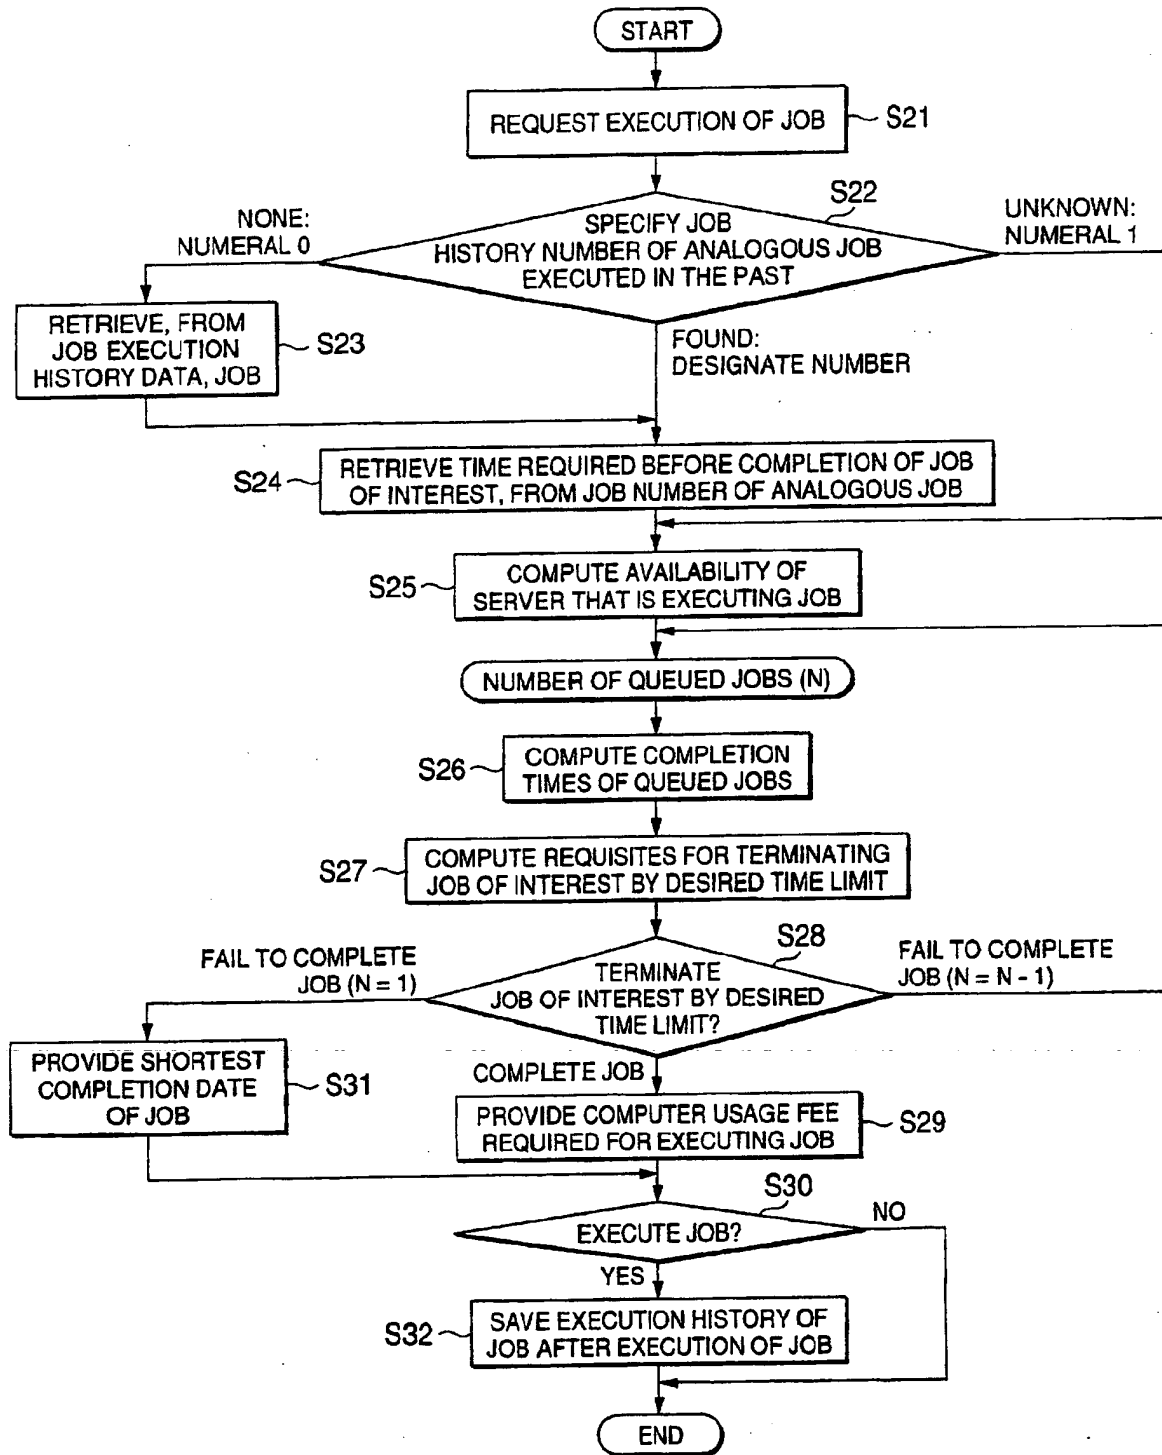 START
REQUEST EXECUTION OF JOB
S21
S22
NONE:
NUMERAL 0
SPECIFY JOB
HISTORY NUMBER OF ANALOGOUS JOB
EXECUTED IN THE PAST
UNKNOWN:
NUMERAL 1
RETRIEVE, FROM
JOB EXECUTION
HISTORY DATA, JOB
S23
FOUND:
DESIGNATE NUMBER
S24
RETRIEVE TIME REQUIRED BEFORE COMPLETION OF JOB
OF INTEREST, FROM JOB NUMBER OF ANALOGOUS JOB
S25
COMPUTE AVAILABILITY OF
SERVER THAT IS EXECUTING JOB
NUMBER OF QUEUED JOBS (N)
S26
COMPUTE COMPLETION
TIMES OF QUEUED JOBS
S27
COMPUTE REQUISITES FOR TERMINATING
JOB OF INTEREST BY DESIRED TIME LIMIT
S28
FAIL TO COMPLETE
JOB (N = 1)
TERMINATE
JOB OF INTEREST BY DESIRED
TIME LIMIT?
FAIL TO COMPLETE
JOB (N = N - 1)
PROVIDE SHORTEST
COMPLETION DATE
OF JOB
S31
COMPLETE JOB
PROVIDE COMPUTER USAGE FEE
REQUIRED FOR EXECUTING JOB
S29
S30
EXECUTE JOB?
NO
YES
S32
SAVE EXECUTION HISTORY OF
JOB AFTER EXECUTION OF JOB
END